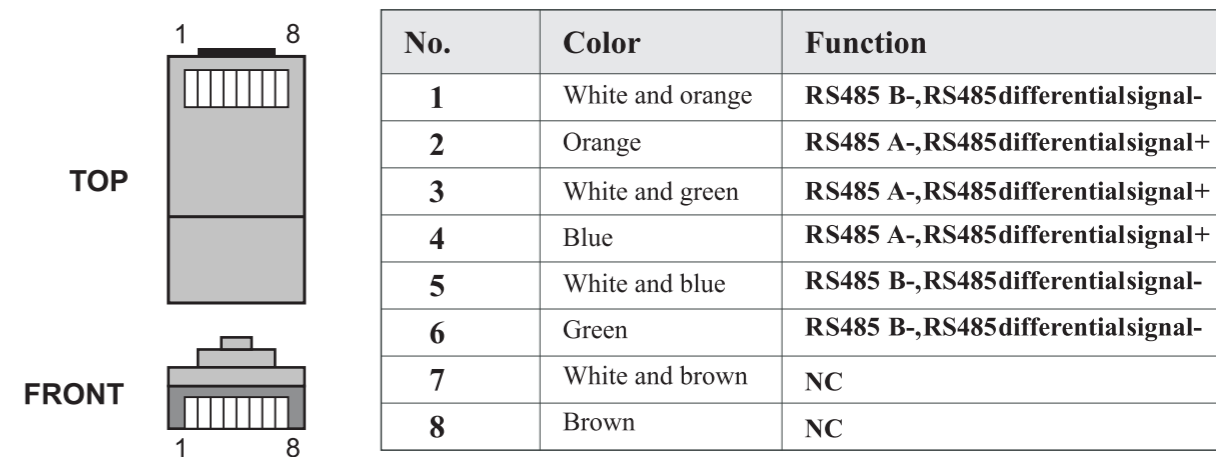 1 8
TOP
FRONT
1 8
No. Color Function
1 White and orange RS485 B-,RS485differentialsignal-
2 Orange RS485 A-,RS485differentialsignal+
3 White and green RS485 A-,RS485differentialsignal+
4 Blue RS485 A-,RS485differentialsignal+
5 White and blue RS485 B-,RS485differentialsignal-
6 Green RS485 B-,RS485differentialsignal-
7 White and brown NC
8 Brown NC